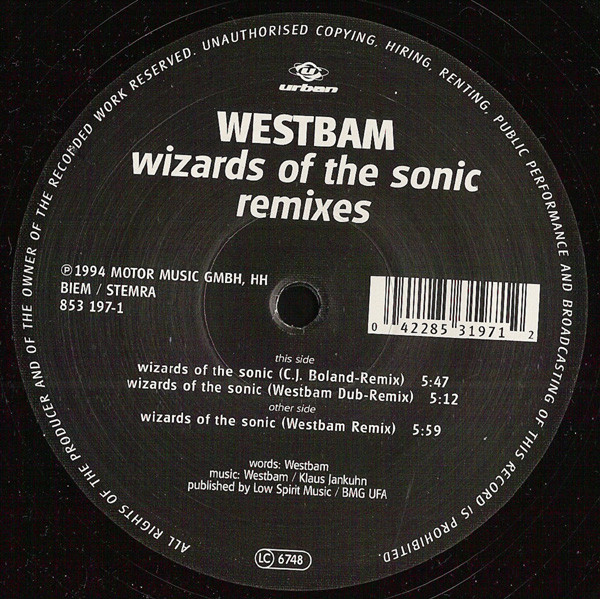 ALL RIGHTS OF THE PRODUCER AND OF THE OWNER OF THE RECORDED WORK RESERVED. UNAUTHORISED COPYING, HIRING, RENTING, PUBLIC PERFORMANCE AND BROADCASTING OF THIS RECORD IS PROHIBITED.
u
urban
WESTBAM
wizards of the sonic
remixes
℗ 1994 MOTOR MUSIC GMBH, HH
BIEM / STEMRA
853 197-1
0 42285 31971 2
this side
wizards of the sonic (C.J. Boland-Remix) 5:47
wizards of the sonic (Westbam Dub-Remix) 5:12
other side
wizards of the sonic (Westbam Remix) 5:59
words: Westbam
music: Westbam / Klaus Jankuhn
published by Low Spirit Music / BMG UFA
LC 6748